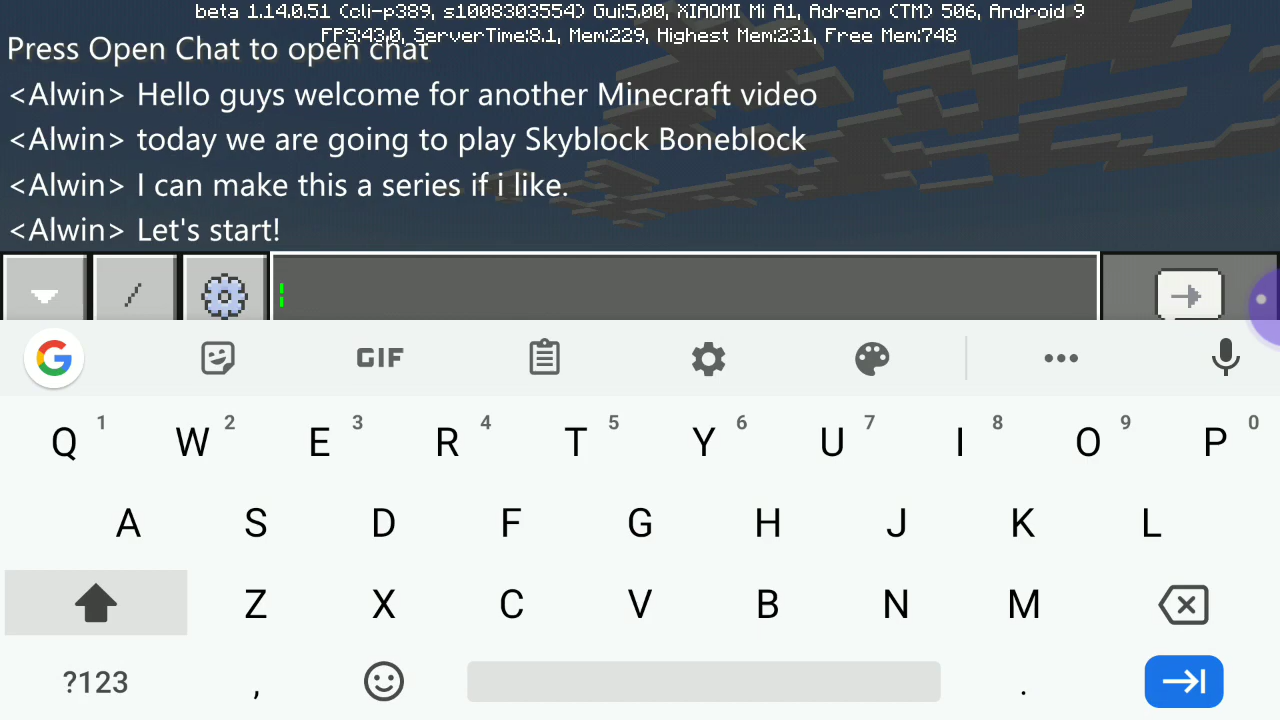 beta 1.14.0.51 (cli-p389, s1008303554) Gui:5.00, XIAOMI Mi A1, Adreno (TM) 506, Android 9
FPS:43.0, ServerTime:8.1, Mem:229, Highest Mem:231, Free Mem:748
Press Open Chat to open chat
<Alwin> Hello guys welcome for another Minecraft video
<Alwin> today we are going to play Skyblock Boneblock
<Alwin> I can make this a series if i like.
<Alwin> Let's start!
/
G GIF
Q 1 W 2 E 3 R 4 T 5 Y 6 U 7 I 8 O 9 P 0
A S D F G H J K L
Z X C V B N M
?123 , .